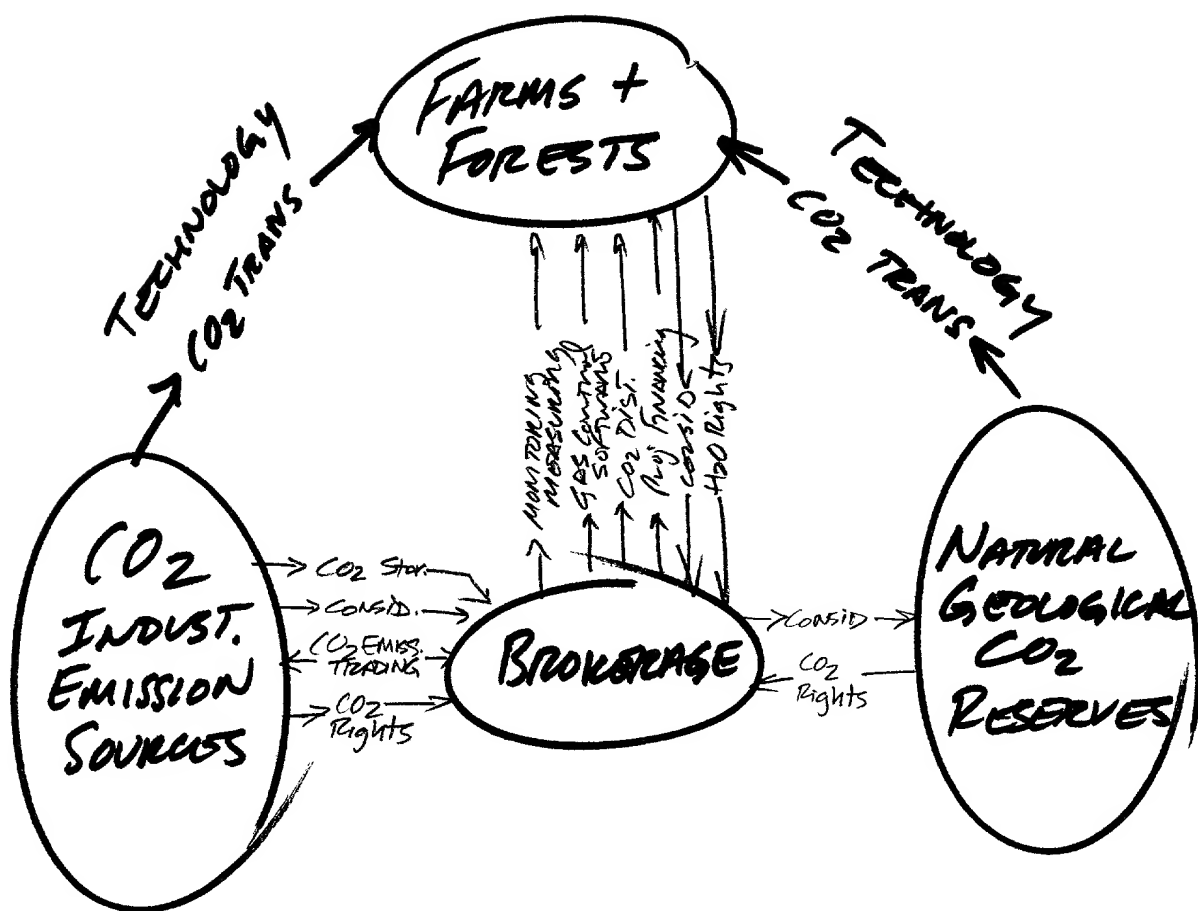 FARMS +
FORESTS
TECHNOLOGY
CO2 TRANS
TECHNOLOGY
CO2 TRANS
MONITORING
MEASURING
GAS CONTROL
SOFTWARE
CO2 DIST.
Proj FINANCING
CONSID
H2O Rights
CO2
INDUST.
EMISSION
SOURCES
CO2 Stor.
CONSID.
CO2 EMISS.
TRADING
CO2
Rights
BROKERAGE
CONSID
CO2
Rights
NATURAL
GEOLOGICAL
CO2
RESERVES